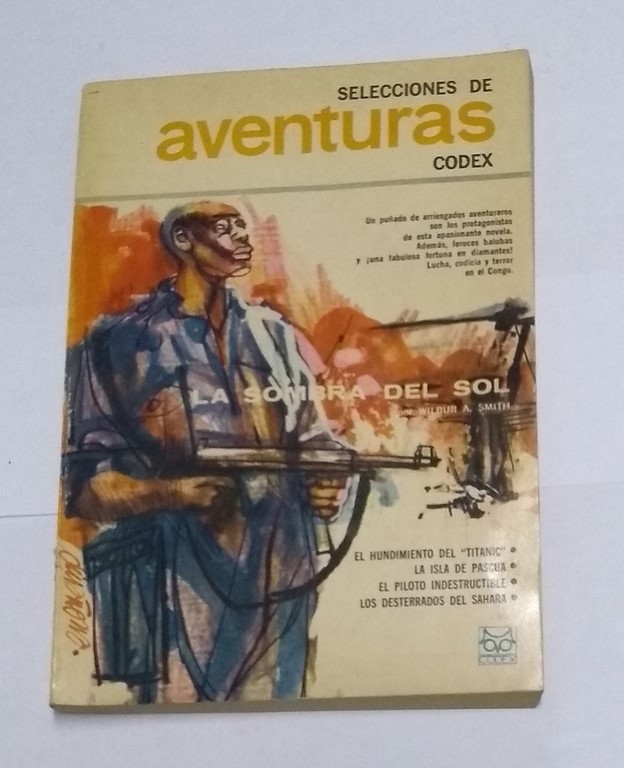 SELECCIONES DE
aventuras
CODEX
Un puñado de arriesgados aventureros
son los protagonistas
de esta apasionante novela.
Además, feroces balubas
y ¡una fabulosa fortuna en diamantes!
Lucha, codicia y terror
en el Congo.
LA SOMBRA DEL SOL
por WILBUR A. SMITH
EL HUNDIMIENTO DEL "TITANIC" •
LA ISLA DE PASCUA •
EL PILOTO INDESTRUCTIBLE •
LOS DESTERRADOS DEL SAHARA •